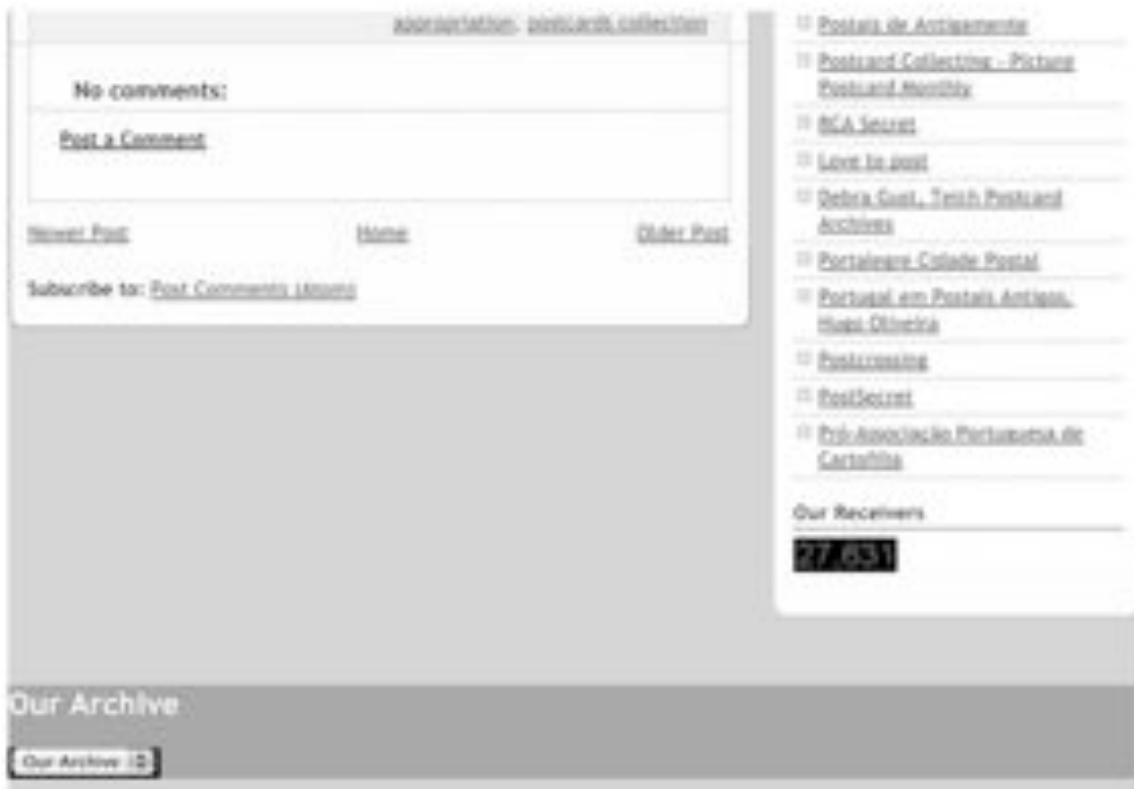 appropriation, postcards collection
No comments:
Post a Comment
Newer Post Home Older Post
Subscribe to: Post Comments (Atom)
Postais de Antigamente
Postcard Collecting - Picture
Postcard Monthly
RCA Secret
Love to post
Debra Gust, Teich Postcard
Archives
Portalegre Cidade Postal
Portugal em Postais Antigos,
Hugo Oliveira
Postcrossing
PostSecret
Pró-Associação Portuguesa de
Cartofilia
Our Receivers
27,631
Our Archive
Our Archive